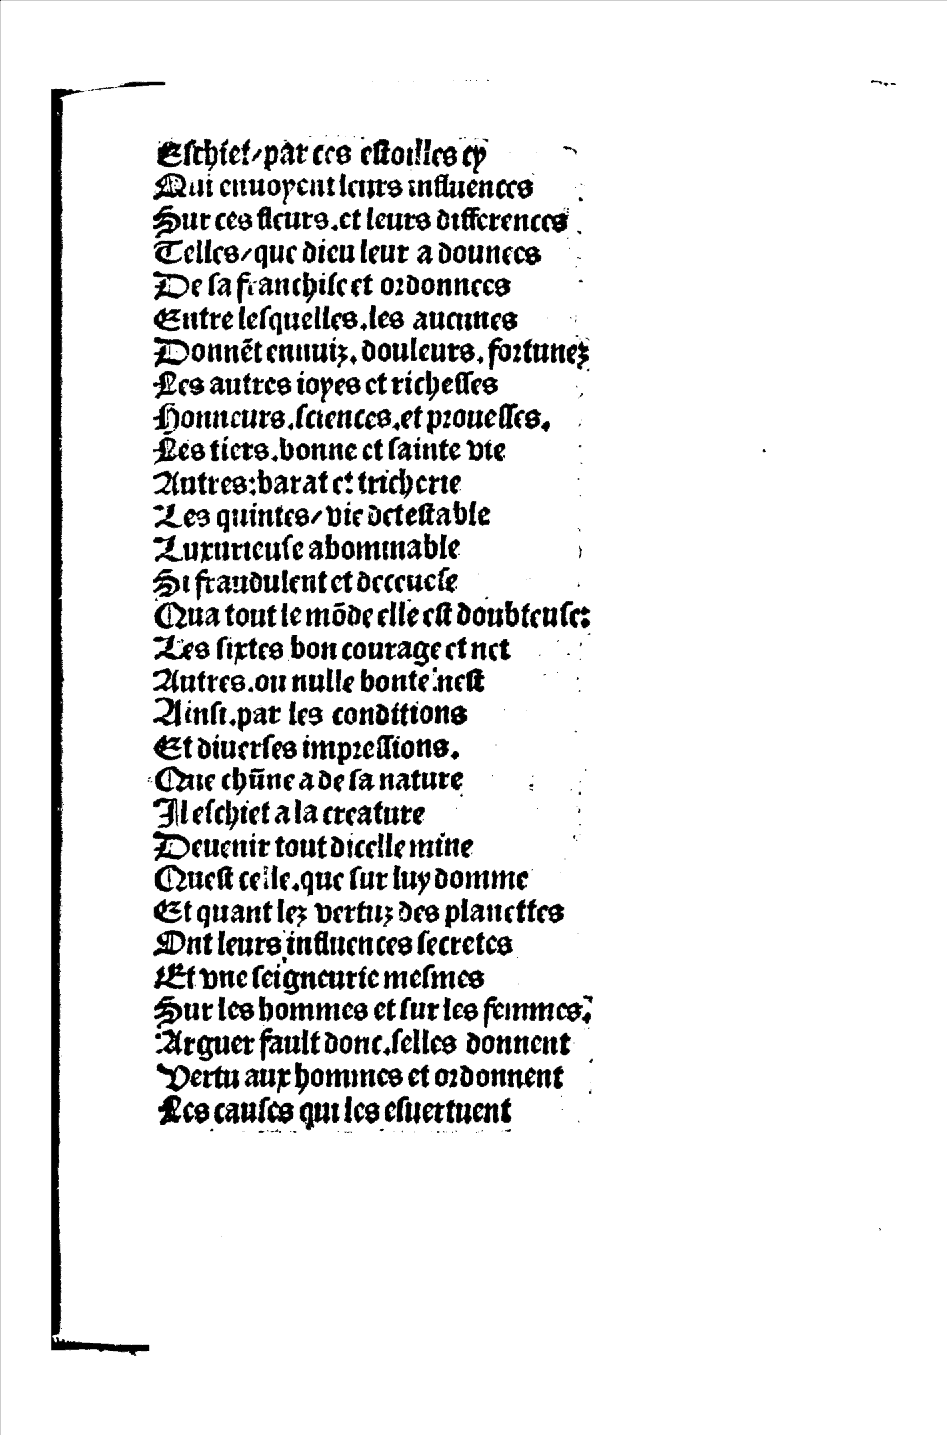 Eſchiet/par ces eſtoilles cy
Qui enuoyent leurs influences
Sur ces fleurs.et leurs differences
Telles/que dieu leur a donnees
De ſa franchiſe et ordonnees
Entre leſquelles.les aucunes
Donnēt ennuiz.douleurs.fortunez
Les autres ioyes et richeſſes
Honneurs.ſciences.et proueſſes.
Les tiers.bonne et ſainte vie
Autres:barat et tricherie
Les quintes/vie deteſtable
Luxurieuſe abominable
Si fraudulent et deceueſe
Qua tout le mōde elle eſt doubteuſe:
Les ſixtes bon courage et net
Autres.ou nulle bonte neſt
Ainſi.par les conditions
Et diuerſes impreſſions.
Que chūne a de ſa nature
Il eſchiet a la creature
Deuenir tout dicelle mine
Queſt celle.que ſur luy domme
Et quant lez vertuz des planettes
Ont leurs influences ſecretes
Et vne ſeigneurie meſmes
Sur les hommes et ſur les femmes.
Arguer fault donc.ſelles donnent
Vertu aux hommes et ordonnent
Les cauſes qui les eſuertuent